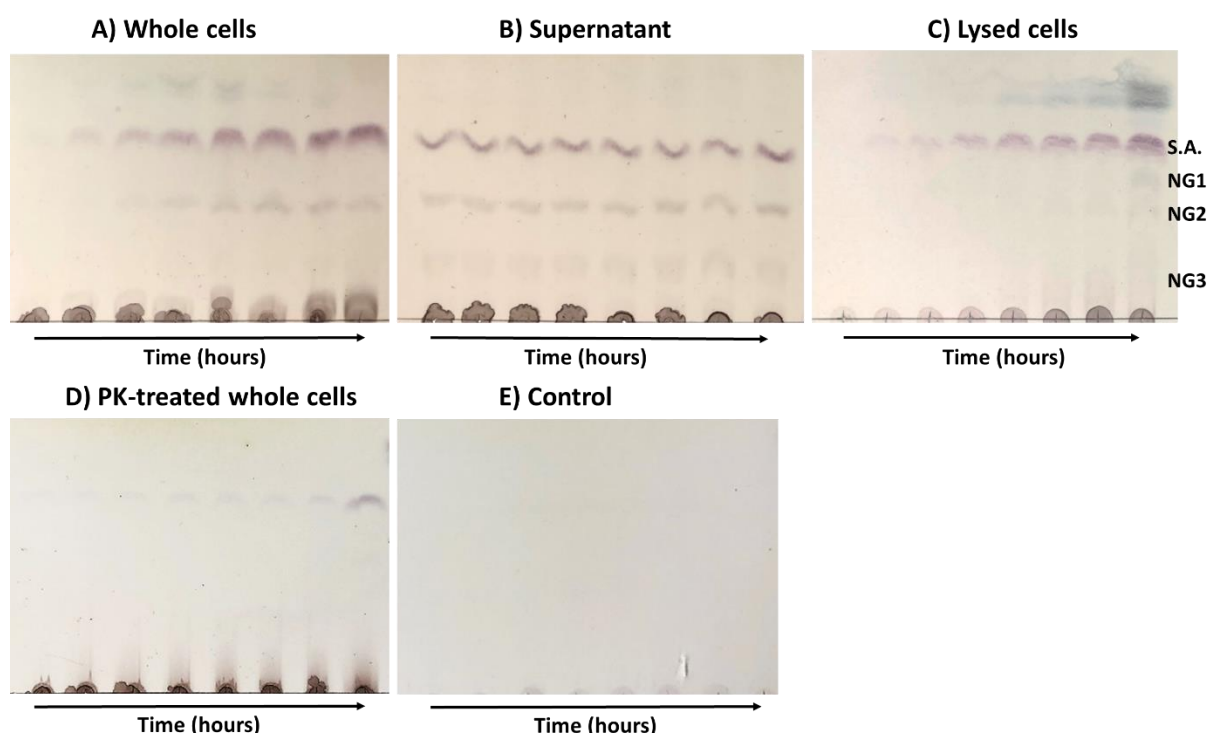 A) Whole cells
B) Supernatant
C) Lysed cells
S.A.
NG1
NG2
NG3
Time (hours)
Time (hours)
Time (hours)
D) PK-treated whole cells
E) Control
Time (hours)
Time (hours)